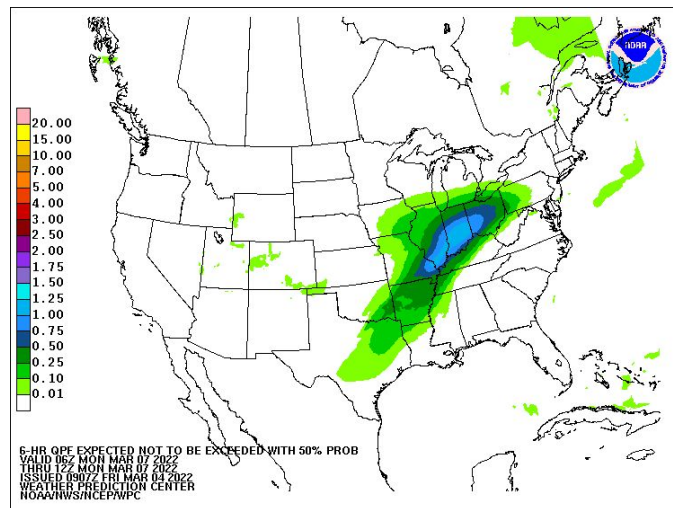 NOAA
20.00
15.00
10.00
7.00
5.00
4.00
3.00
2.50
2.00
1.75
1.50
1.25
1.00
0.75
0.50
0.25
0.10
0.01
6-HR QPF EXPECTED NOT TO BE EXCEEDED WITH 50% PROB
VALID 06Z MON MAR 07 2022
THRU 12Z MON MAR 07 2022
ISSUED 0907Z FRI MAR 04 2022
WEATHER PREDICTION CENTER
NOAA/NWS/NCEP/WPC